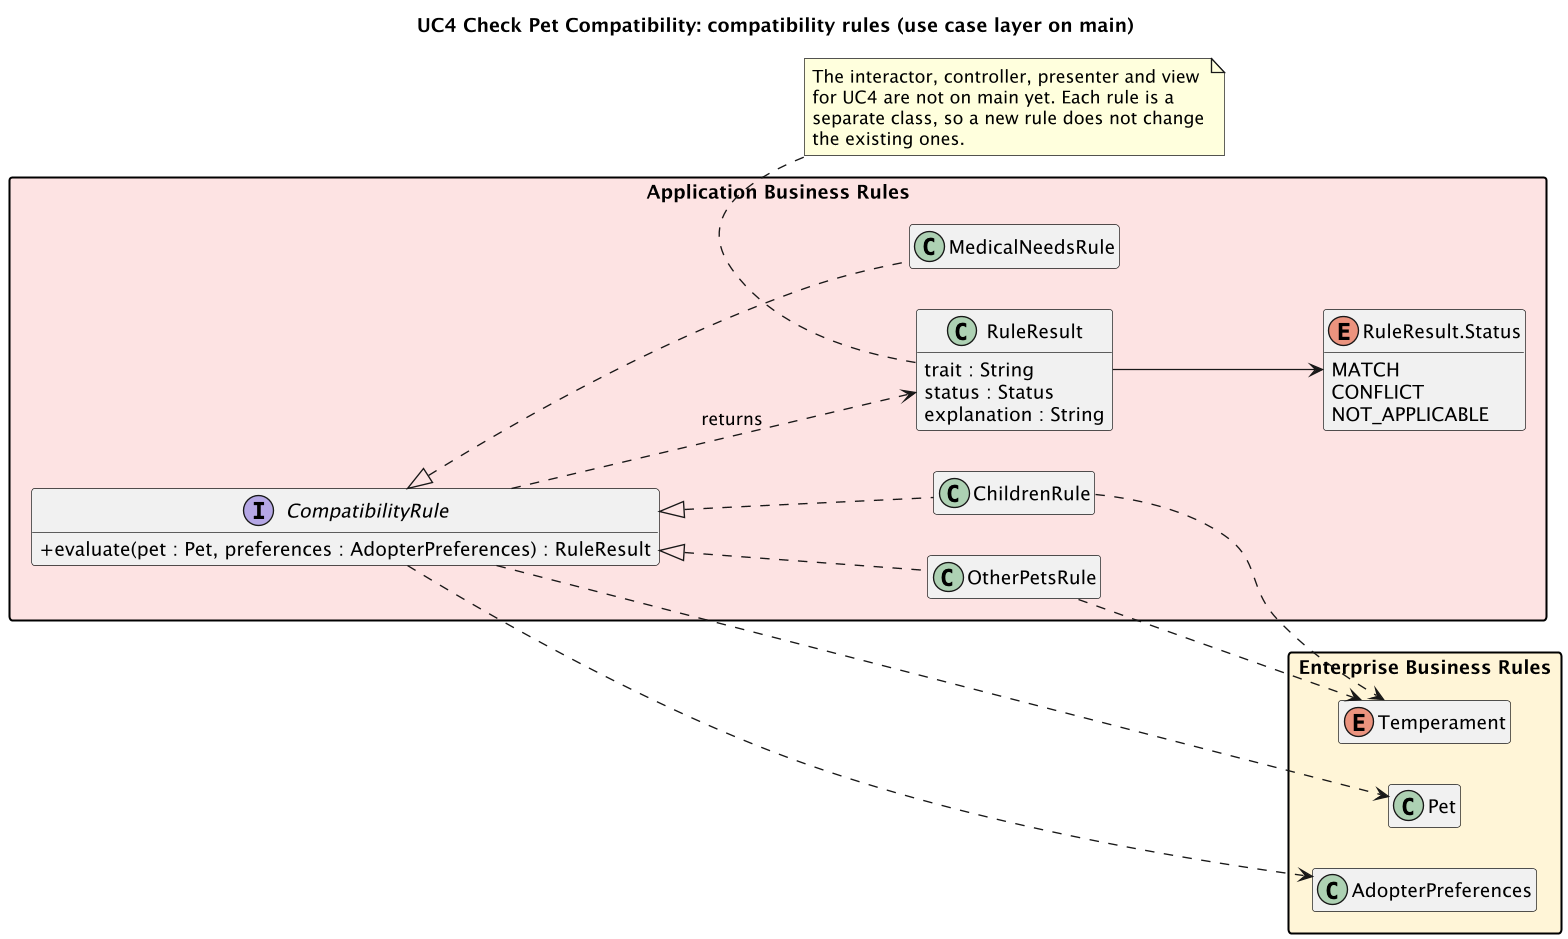 UC4 Check Pet Compatibility: compatibility rules (use case layer on main)
The interactor, controller, presenter and view
for UC4 are not on main yet. Each rule is a
separate class, so a new rule does not change
the existing ones.
Application Business Rules
C MedicalNeedsRule
C RuleResult
trait : String
status : Status
explanation : String
E RuleResult.Status
MATCH
CONFLICT
NOT_APPLICABLE
returns
I CompatibilityRule
+evaluate(pet : Pet, preferences : AdopterPreferences) : RuleResult
C ChildrenRule
C OtherPetsRule
Enterprise Business Rules
E Temperament
C Pet
C AdopterPreferences